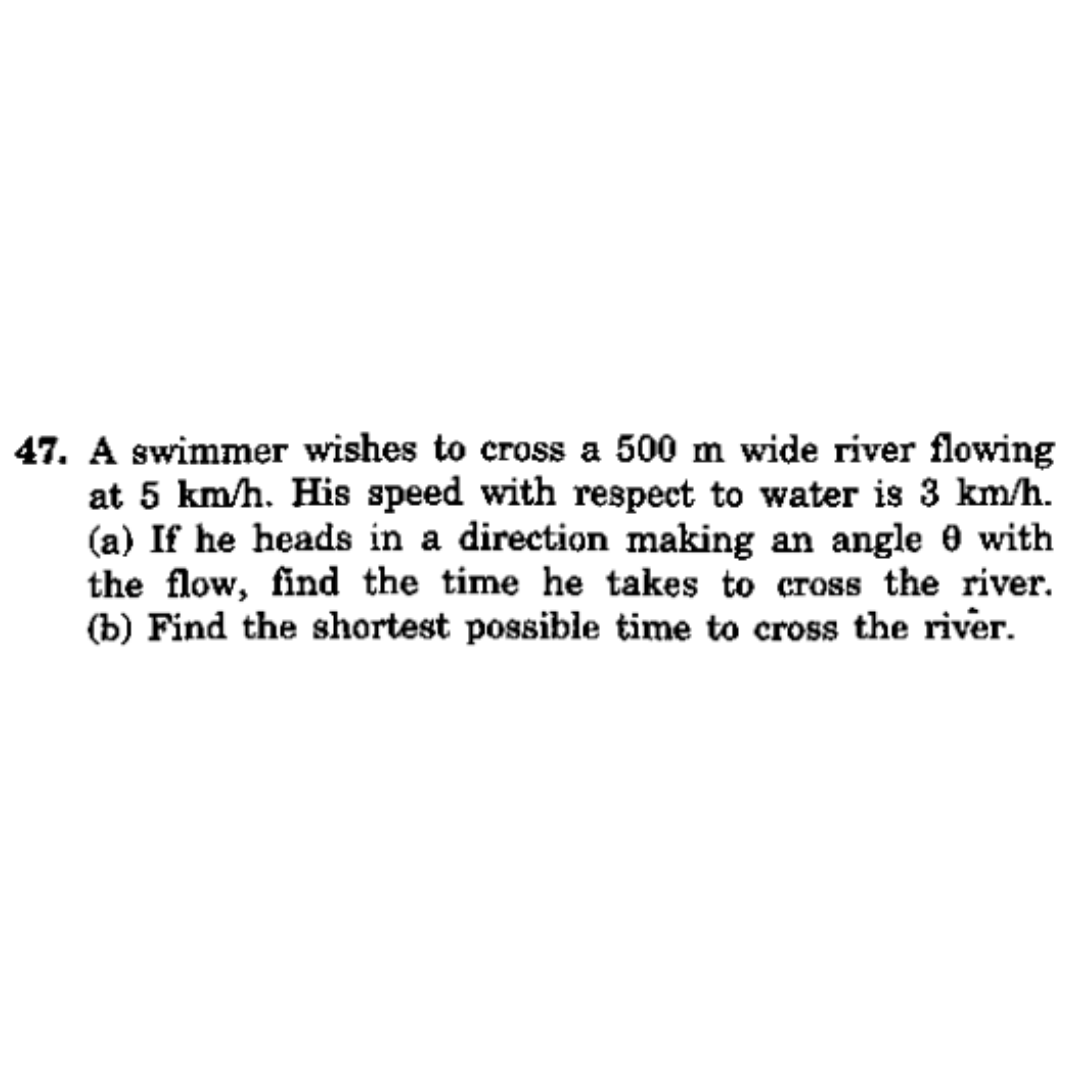 47. A swimmer wishes to cross a 500 m wide river flowing
at 5 km/h. His speed with respect to water is 3 km/h.
(a) If he heads in a direction making an angle θ with
the flow, find the time he takes to cross the river.
(b) Find the shortest possible time to cross the river.